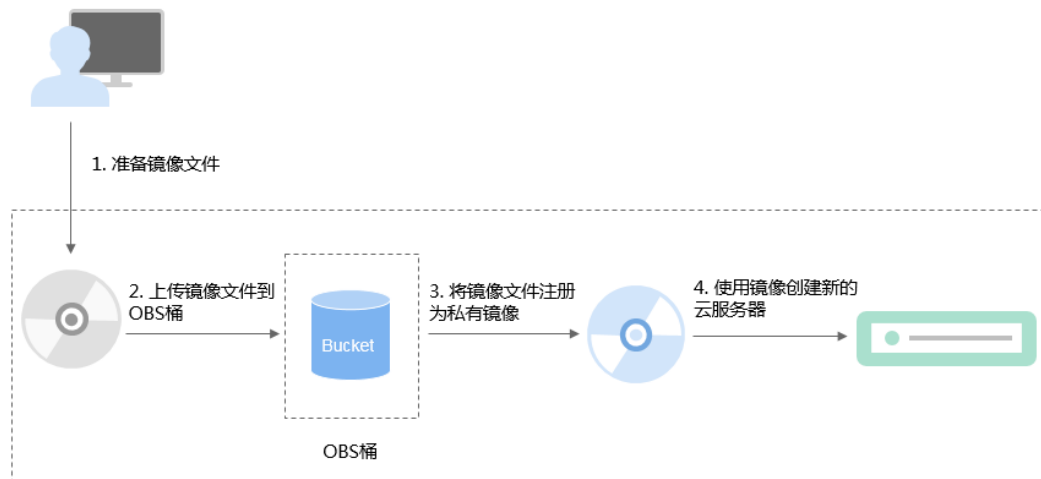 1. 准备镜像文件
2. 上传镜像文件到
OBS桶
3. 将镜像文件注册
为私有镜像
4. 使用镜像创建新的
云服务器
Bucket
OBS桶